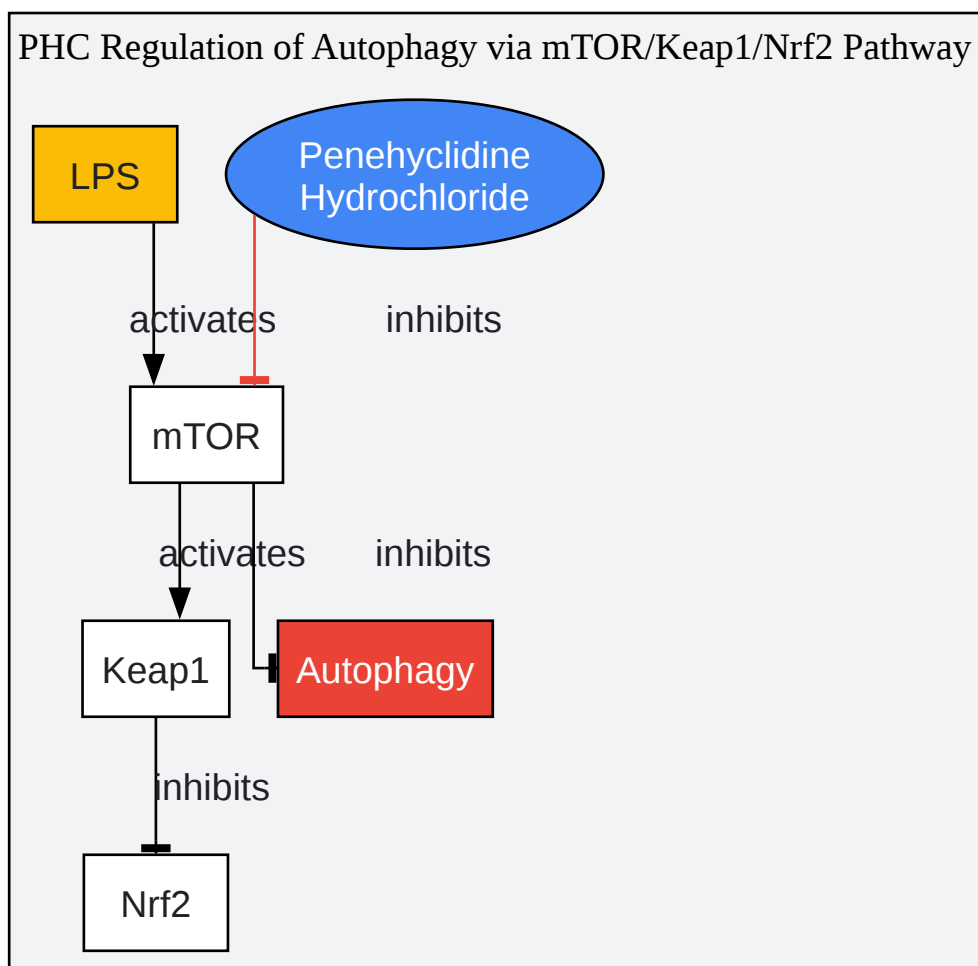 PHC Regulation of Autophagy via mTOR/Keap1/Nrf2 Pathway
LPS
Penehyclidine
Hydrochloride
activates
inhibits
mTOR
activates
inhibits
Keap1
Autophagy
inhibits
Nrf2